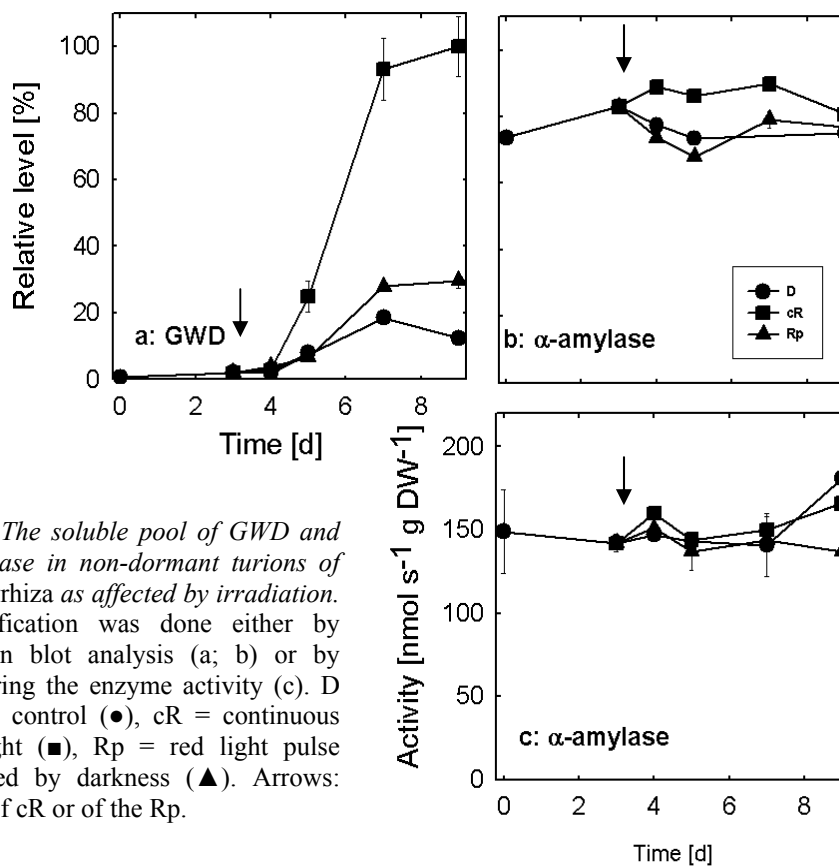 100
80
60
40
20
0
Relative level [%]
a: GWD
0 2 4 6 8
Time [d]
D
cR
Rp
b: α-amylase
The soluble pool of GWD and
ase in non-dormant turions of
rhiza as affected by irradiation.
fication was done either by
n blot analysis (a; b) or by
ring the enzyme activity (c). D
control (●), cR = continuous
ght (■), Rp = red light pulse
ed by darkness (▲). Arrows:
of cR or of the Rp.
200
150
100
50
0
Activity [nmol s⁻¹ g DW⁻¹]
c: α-amylase
0 2 4 6 8
Time [d]